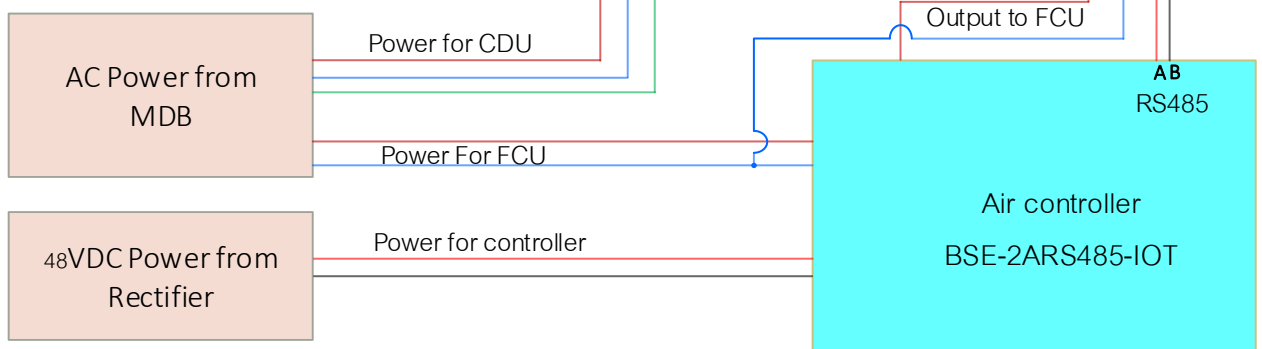 Output to FCU
Power for CDU
AC Power from
MDB
A B
RS485
Power For FCU
Air controller
BSE-2ARS485-IOT
Power for controller
48VDC Power from
Rectifier